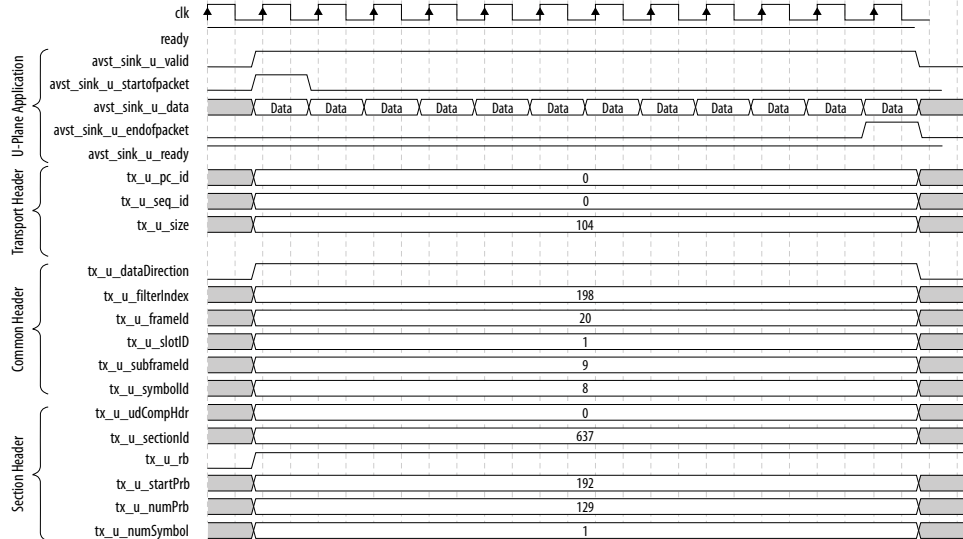 clk
ready
U-Plane Application
avst_sink_u_valid
avst_sink_u_startofpacket
avst_sink_u_data Data Data Data Data Data Data Data Data Data Data Data Data
avst_sink_u_endofpacket
avst_sink_u_ready
Transport Header
tx_u_pc_id 0
tx_u_seq_id 0
tx_u_size 104
Common Header
tx_u_dataDirection
tx_u_filterIndex 198
tx_u_frameId 20
tx_u_slotID 1
tx_u_subframeId 9
tx_u_symbolId 8
Section Header
tx_u_udCompHdr 0
tx_u_sectionId 637
tx_u_rb
tx_u_startPrb 192
tx_u_numPrb 129
tx_u_numSymbol 1